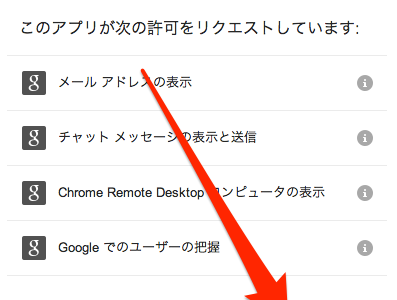 このアプリが次の許可をリクエストしています:
g メール アドレスの表示 i
g チャット メッセージの表示と送信 i
g Chrome Remote Desktop コンピュータの表示 i
g Google でのユーザーの把握 i